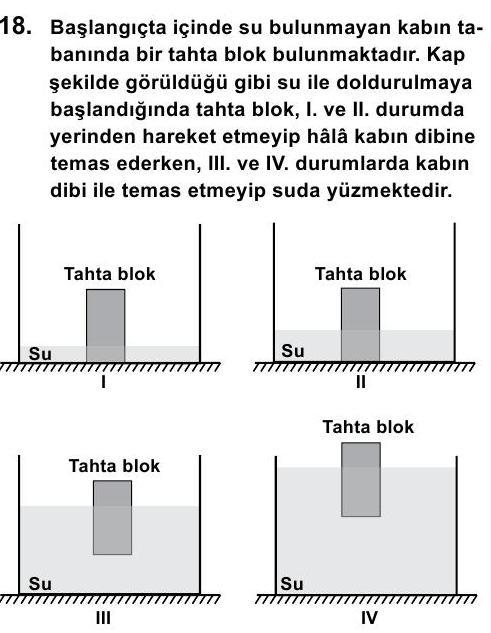 18. Başlangıçta içinde su bulunmayan kabın ta-
banında bir tahta blok bulunmaktadır. Kap
şekilde görüldüğü gibi su ile doldurulmaya
başlandığında tahta blok, I. ve II. durumda
yerinden hareket etmeyip hâlâ kabın dibine
temas ederken, III. ve IV. durumlarda kabın
dibi ile temas etmeyip suda yüzmektedir.
Tahta blok
Su
I
Tahta blok
Su
II
Tahta blok
Su
III
Tahta blok
Su
IV